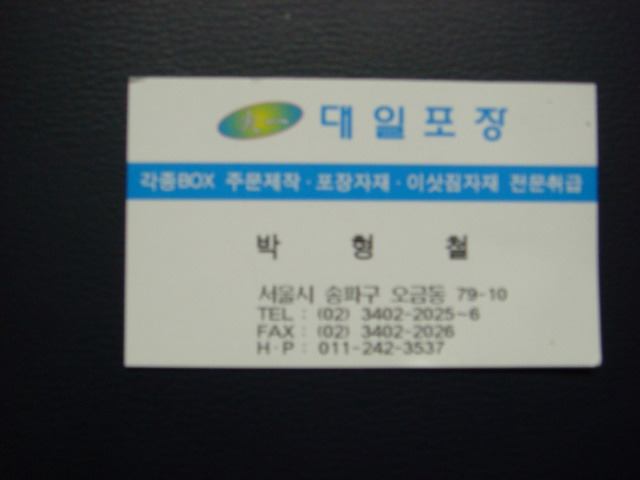 대일포장
각종BOX 주문제작·포장자재·이삿짐자재 전문취급
박 형 철
서울시 송파구 오금동 79-10
TEL : (02) 3402-2025~6
FAX : (02) 3402-2026
H·P : 011-242-3537